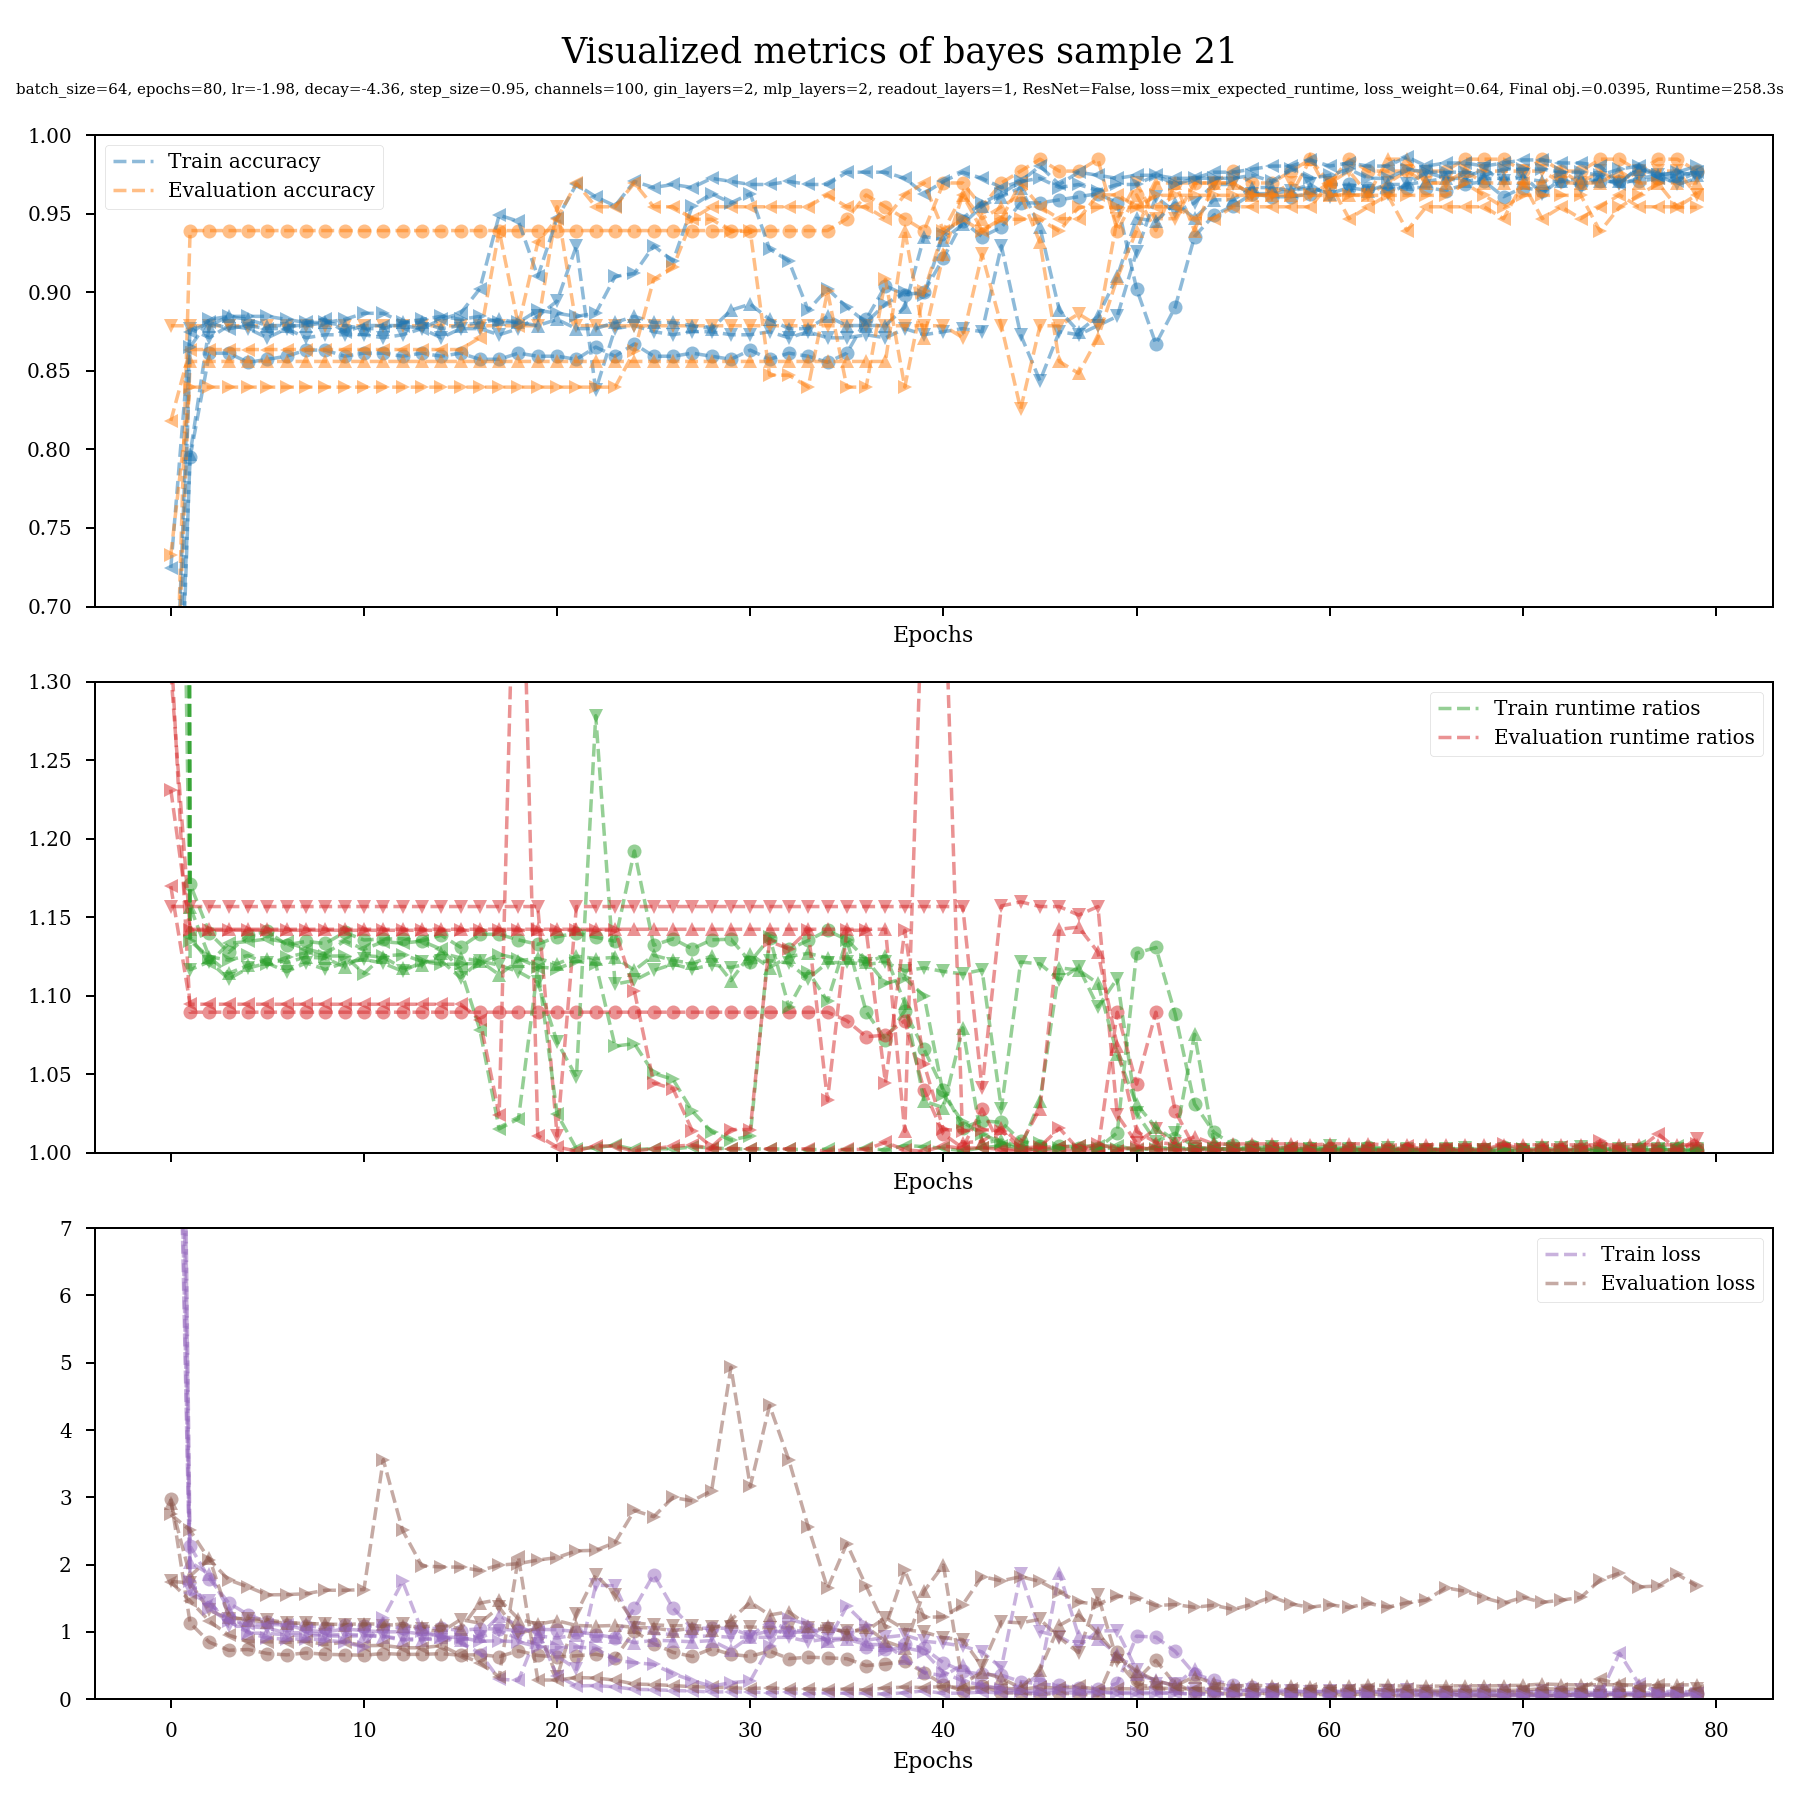 Visualized metrics of bayes sample 21
batch_size=64, epochs=80, lr=-1.98, decay=-4.36, step_size=0.95, channels=100, gin_layers=2, mlp_layers=2, readout_layers=1, ResNet=False, loss=mix_expected_runtime, loss_weight=0.64, Final obj.=0.0395, Runtime=258.3s
1.00
0.95
0.90
0.85
0.80
0.75
0.70
Train accuracy
Evaluation accuracy
Epochs
1.30
1.25
1.20
1.15
1.10
1.05
1.00
Train runtime ratios
Evaluation runtime ratios
Epochs
7
6
5
4
3
2
1
0
Train loss
Evaluation loss
0 10 20 30 40 50 60 70 80
Epochs